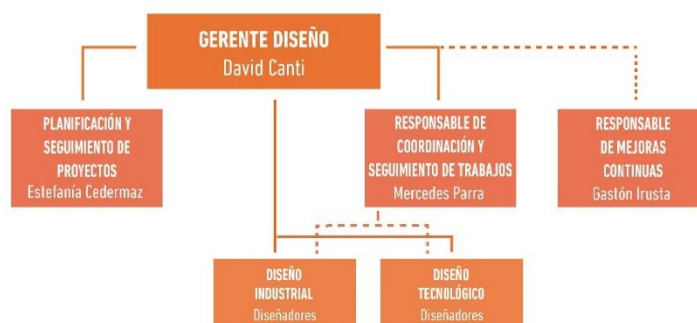 GERENTE DISEÑO
David Canti
PLANIFICACIÓN Y
SEGUIMIENTO DE
PROYECTOS
Estefanía Cedermaz
RESPONSABLE DE
COORDINACIÓN Y
SEGUIMIENTO DE TRABAJOS
Mercedes Parra
RESPONSABLE
DE MEJORAS
CONTINUAS
Gastón Irusta
DISEÑO
INDUSTRIAL
Diseñadores
DISEÑO
TECNOLÓGICO
Diseñadores